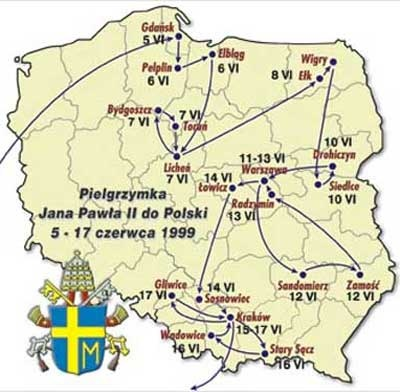 Gdańsk
5 VI
Pelplin
6 VI
Elbląg
6 VI
Wigry
8 VI
Ełk
Bydgoszcz
7 VI
7 VI
Toruń
Licheń
7 VI
10 VI
Drohiczyn
11-13 VI
Warszawa
14 VI
Łowicz
Radzymin
13 VI
Siedlce
10 VI
Pielgrzymka
Jana Pawła II do Polski
5 - 17 czerwca 1999
Sandomierz
12 VI
Zamość
12 VI
Gliwice
17 VI
14 VI
Sosnowiec
Kraków
15-17 VI
Wadowice
16 VI
Stary Sącz
16 VI
M